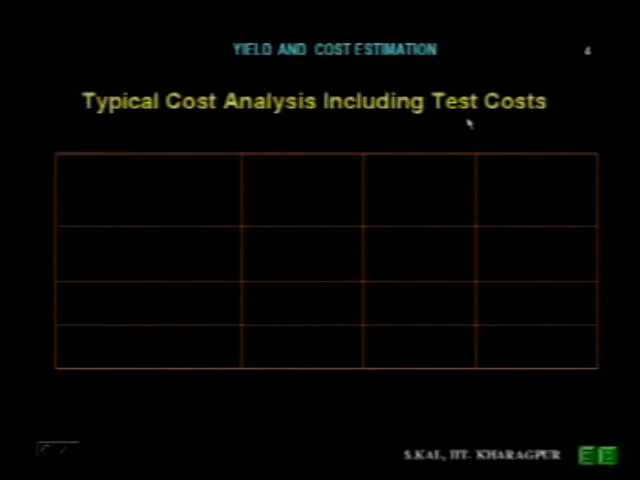 YIELD AND COST ESTIMATION
4
Typical Cost Analysis Including Test Costs
S.KAL, IIT- KHARAGPUR